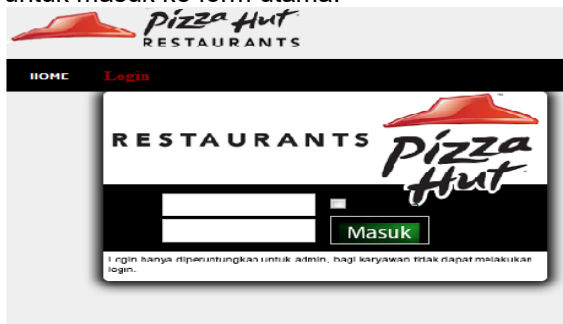 untuk masuk ke form utama.
Pizza Hut
RESTAURANTS
HOME Login
RESTAURANTS
Pizza
Hut
Masuk
Login hanya diperuntungkan untuk admin, bagi karyawan tidak dapat melakukan
login.